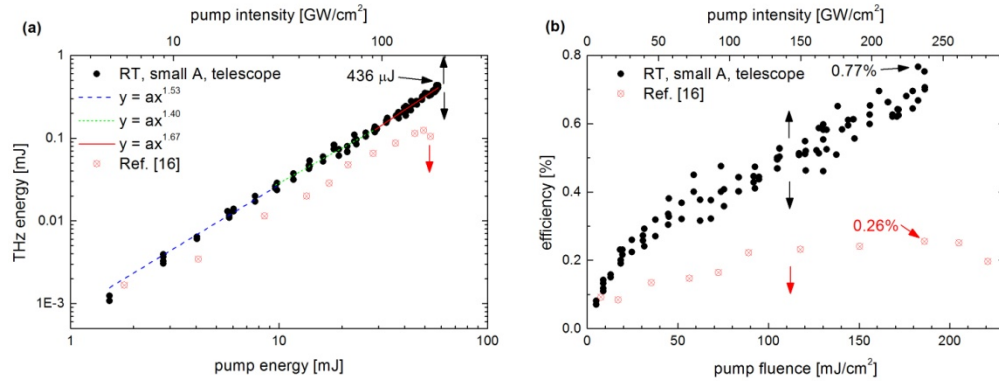 pump intensity [GW/cm²]
(a)
10
100
1
0.1
0.01
1E-3
THz energy [mJ]
RT, small A, telescope
y = ax^1.53
y = ax^1.40
y = ax^1.67
Ref. [16]
436 µJ
1
10
100
pump energy [mJ]
pump intensity [GW/cm²]
(b)
0 50 100 150 200 250
0.8
0.6
0.4
0.2
0.0
efficiency [%]
RT, small A, telescope
Ref. [16]
0.77%
0.26%
0 50 100 150 200
pump fluence [mJ/cm²]